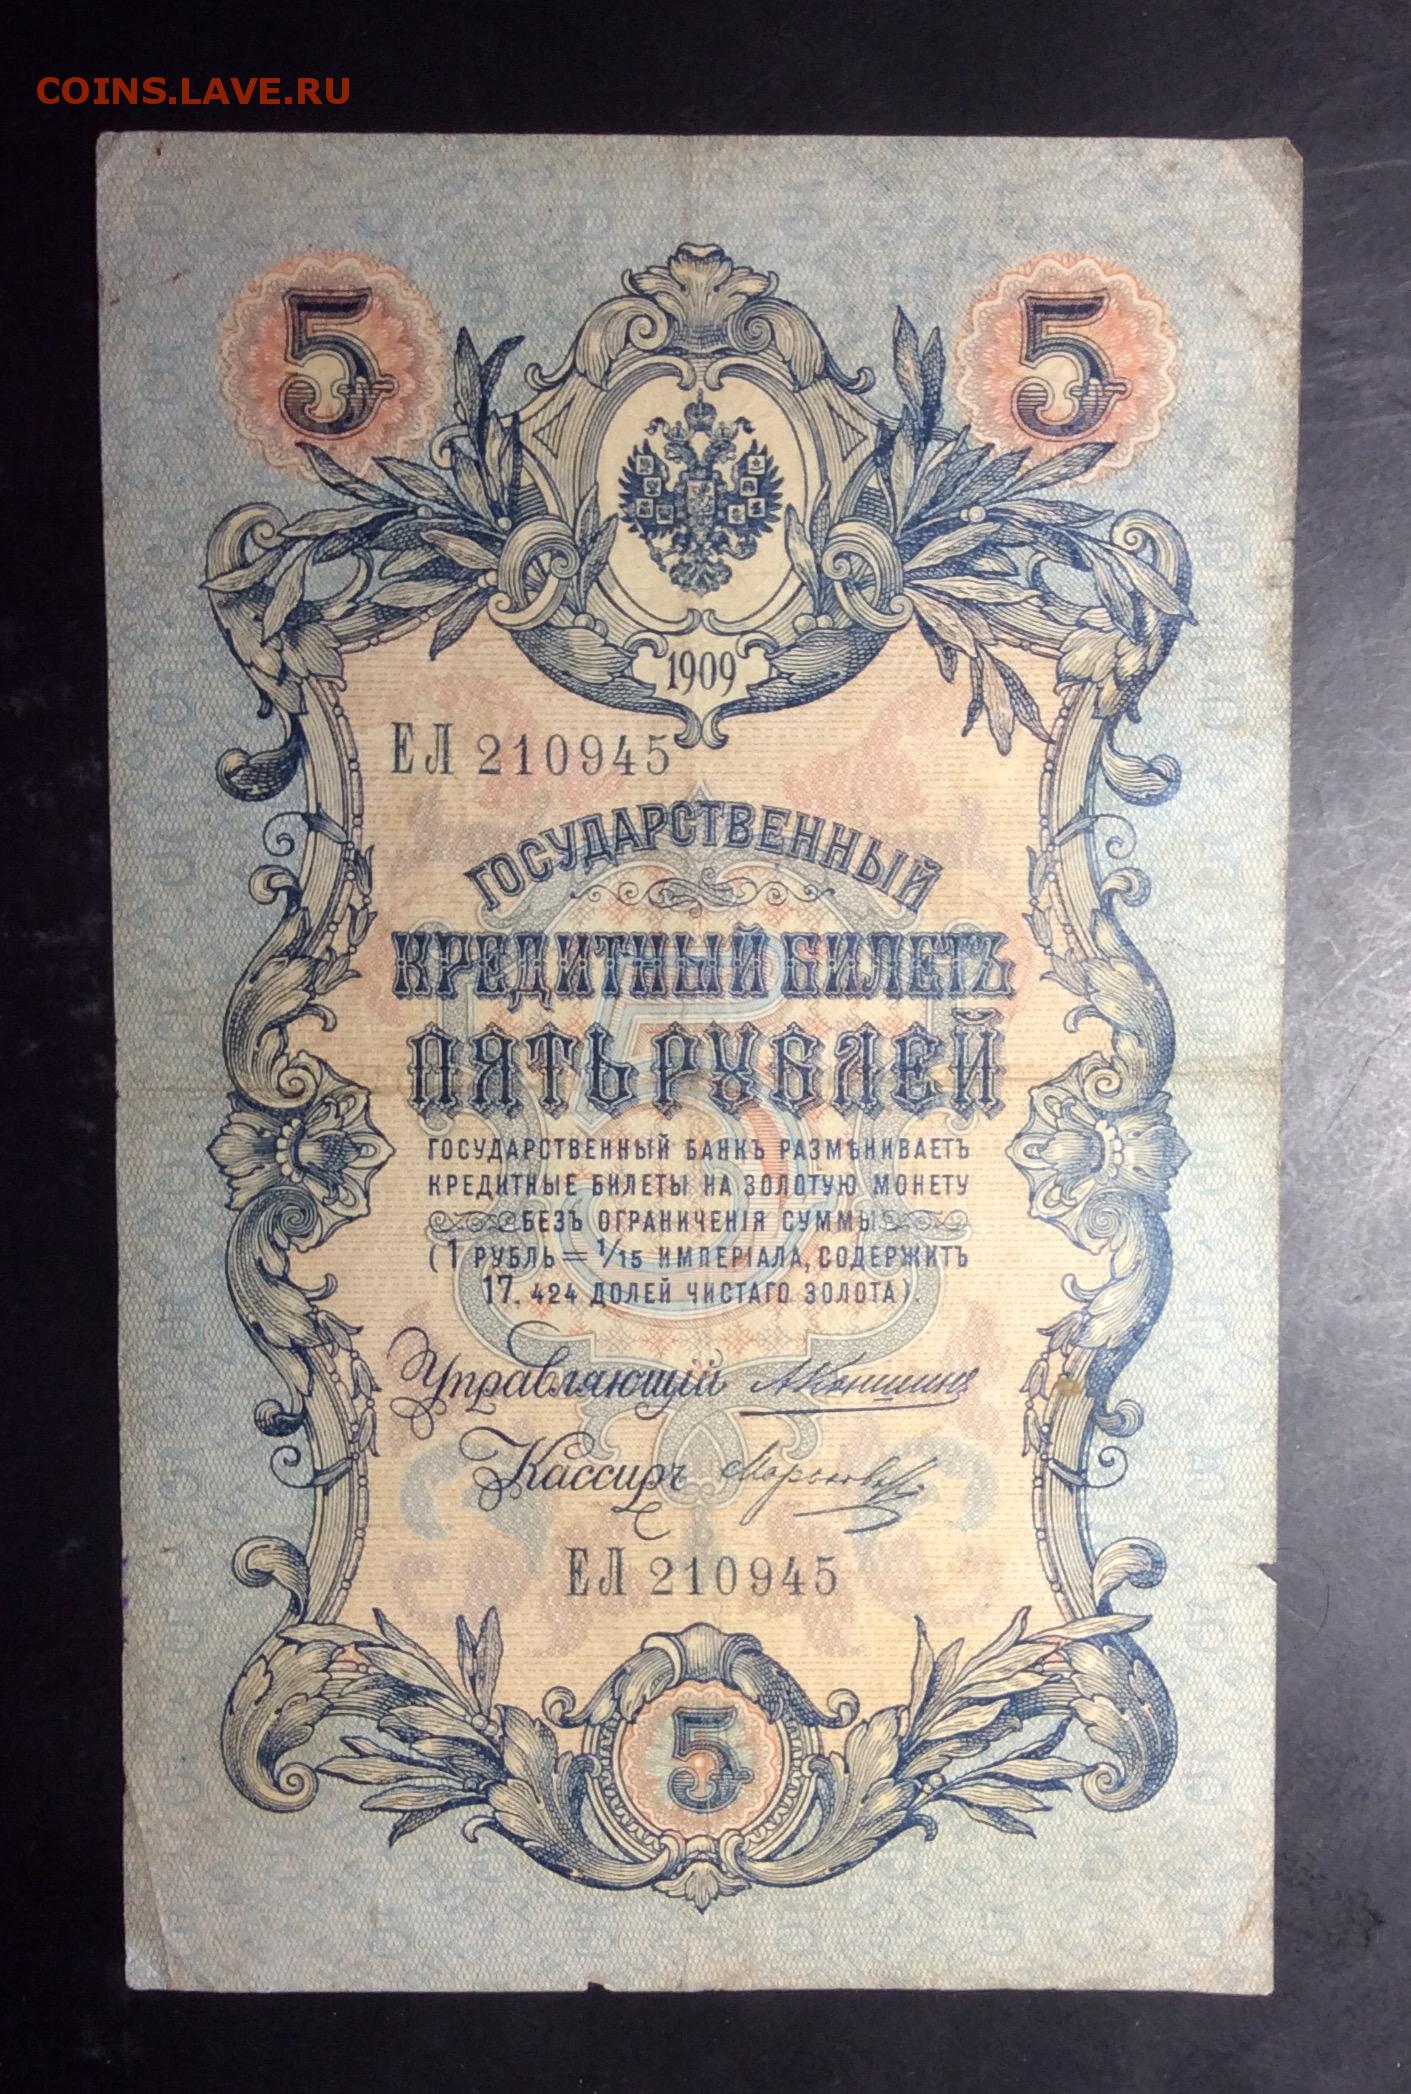 COINS.LAVE.RU
5 5
1909
ЕЛ 210945
ГОСУДАРСТВЕННЫЙ
КРЕДИТНЫЙ БИЛЕТЪ
ПЯТЬ РУБЛЕЙ
ГОСУДАРСТВЕННЫЙ БАНКЪ РАЗМѢНИВАЕТЪ
КРЕДИТНЫЕ БИЛЕТЫ НА ЗОЛОТУЮ МОНЕТУ
БЕЗЪ ОГРАНИЧЕНІЯ СУММЫ
(1 РУБЛЬ = 1/15 ИМПЕРІАЛА, СОДЕРЖИТЪ
17, 424 ДОЛЕЙ ЧИСТАГО ЗОЛОТА).
Управляющій АКоншинъ
Кассиръ
ЕЛ 210945
5